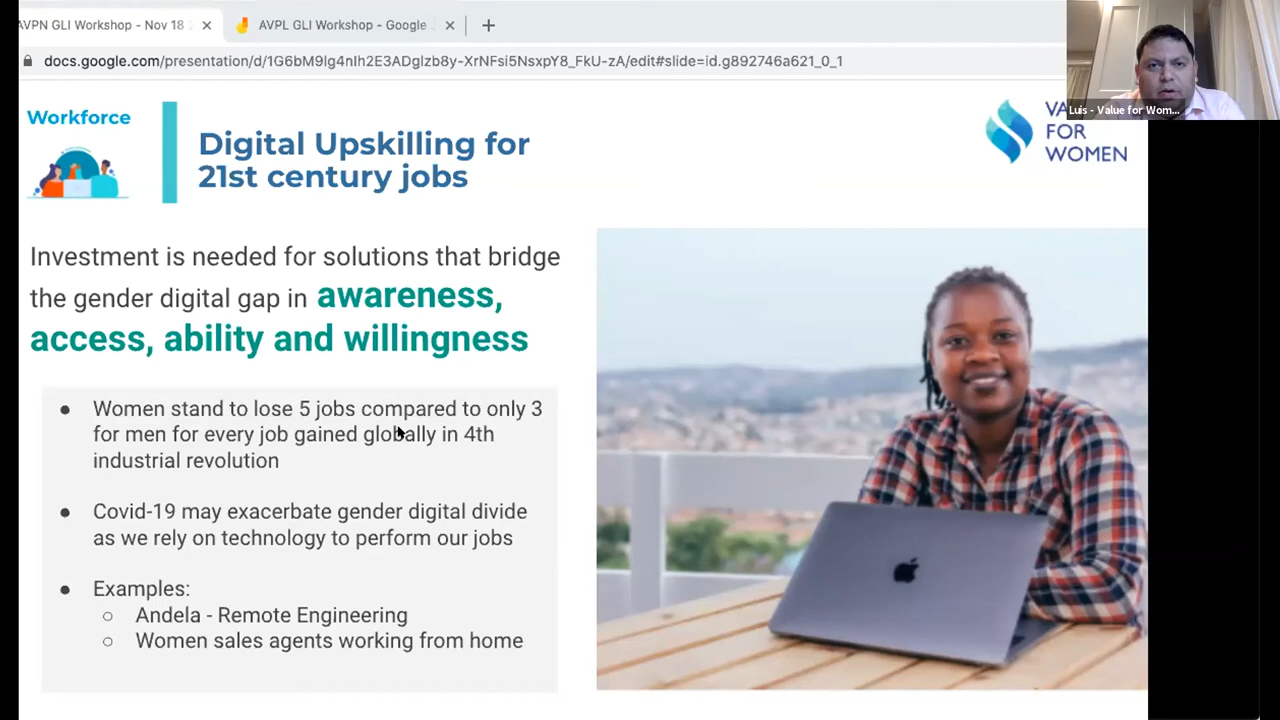 AVPN GLI Workshop - Nov 18
AVPL GLI Workshop - Google
docs.google.com/presentation/d/1G6bM9lg4nIh2E3ADglzb8y-XrNFsi5NsxpY8_FkU-zA/edit#slide=id.g892746a621_0_1
Luis - Value for Wom...
Workforce
Digital Upskilling for
21st century jobs
VA
FOR
WOMEN
Investment is needed for solutions that bridge
the gender digital gap in awareness,
access, ability and willingness
● Women stand to lose 5 jobs compared to only 3
for men for every job gained globally in 4th
industrial revolution
● Covid-19 may exacerbate gender digital divide
as we rely on technology to perform our jobs
● Examples:
○ Andela - Remote Engineering
○ Women sales agents working from home